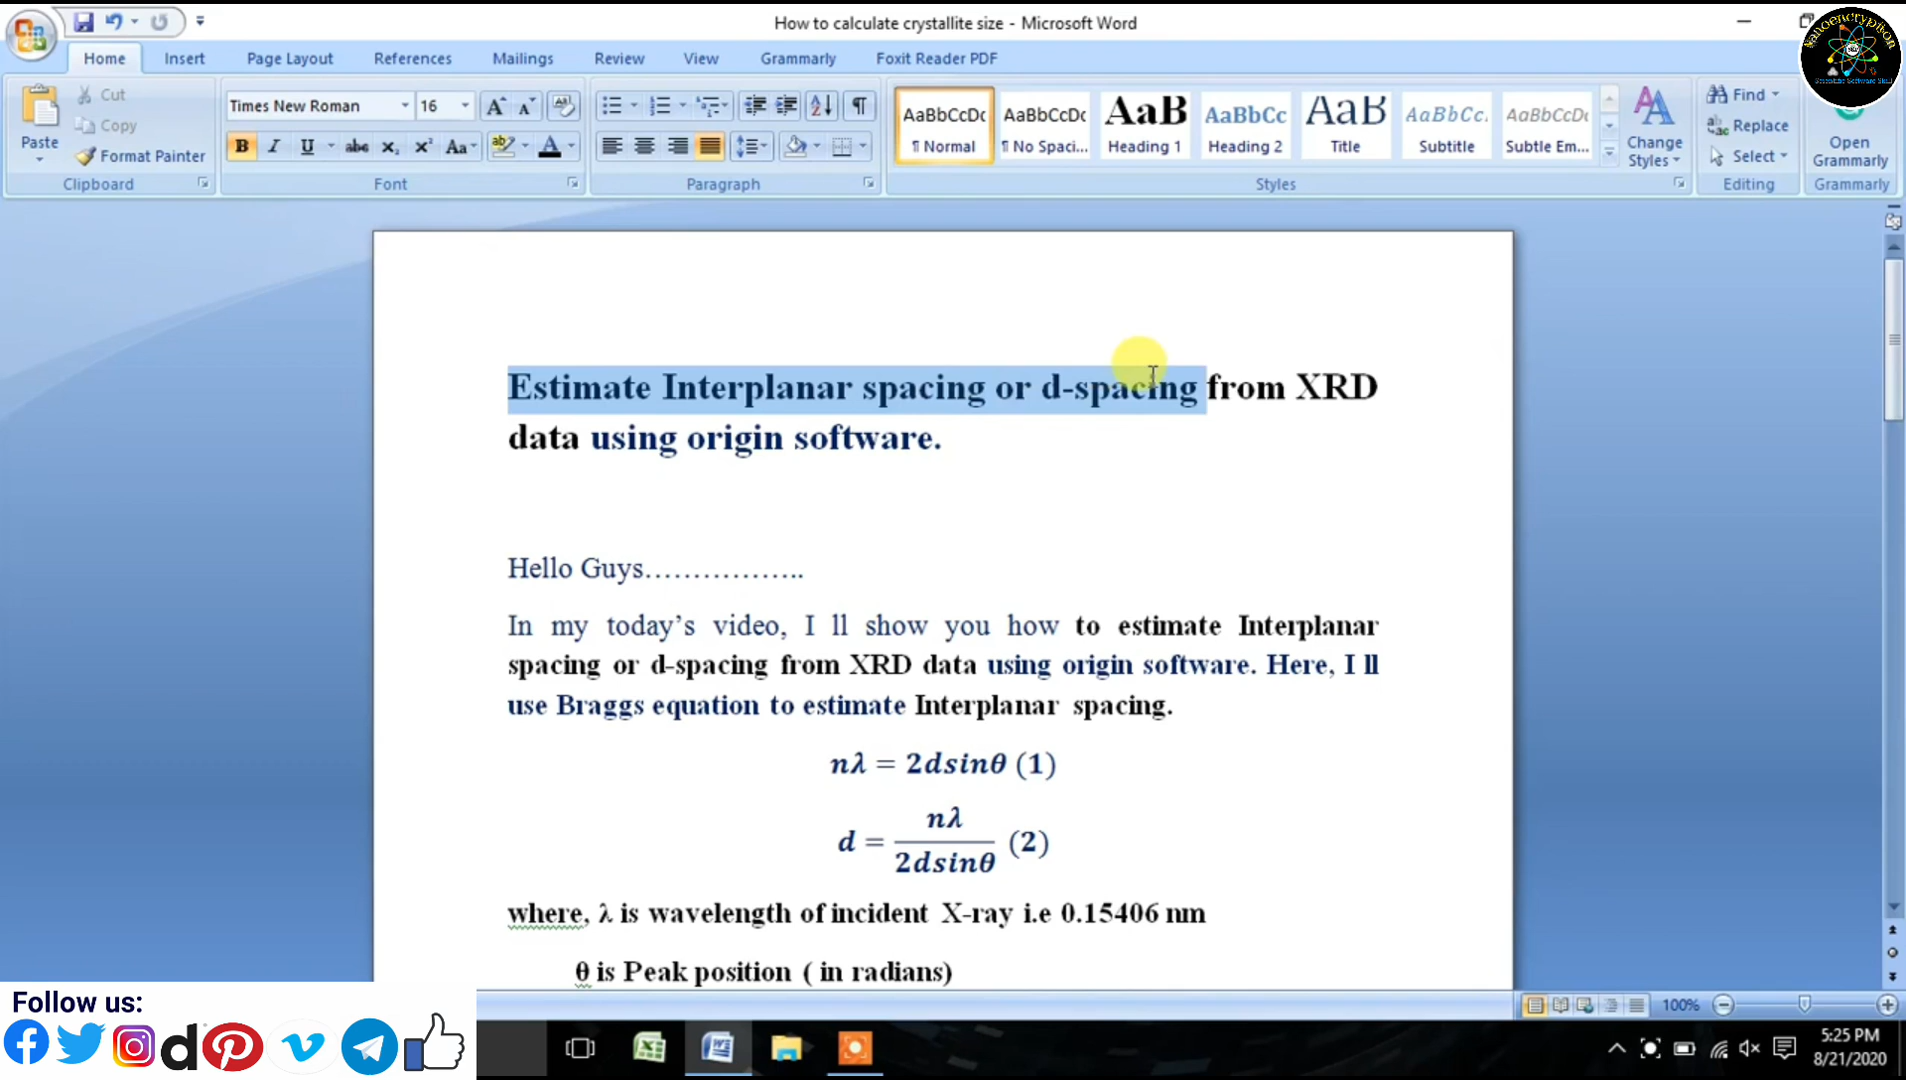 How to calculate crystallite size - Microsoft Word
Home Insert Page Layout References Mailings Review View Grammarly Foxit Reader PDF
Paste
Cut
Copy
Format Painter
Clipboard
Times New Roman 16
Font
Paragraph
AaBbCcDc AaBbCcDc AaB AaBbCc AaB AaBbCc. AaBbCcDc
¶ Normal ¶ No Spaci... Heading 1 Heading 2 Title Subtitle Subtle Em...
Change Styles
Styles
Find
Replace
Select
Editing
Open Grammarly
Grammarly
Estimate Interplanar spacing or d-spacing from XRD
data using origin software.
Hello Guys……………..
In my today’s video, I ll show you how to estimate Interplanar
spacing or d-spacing from XRD data using origin software. Here, I ll
use Braggs equation to estimate Interplanar spacing.
nλ = 2dsinθ (1)
d = nλ / 2dsinθ (2)
where, λ is wavelength of incident X-ray i.e 0.15406 nm
θ is Peak position ( in radians)
Follow us:
100%
5:25 PM
8/21/2020